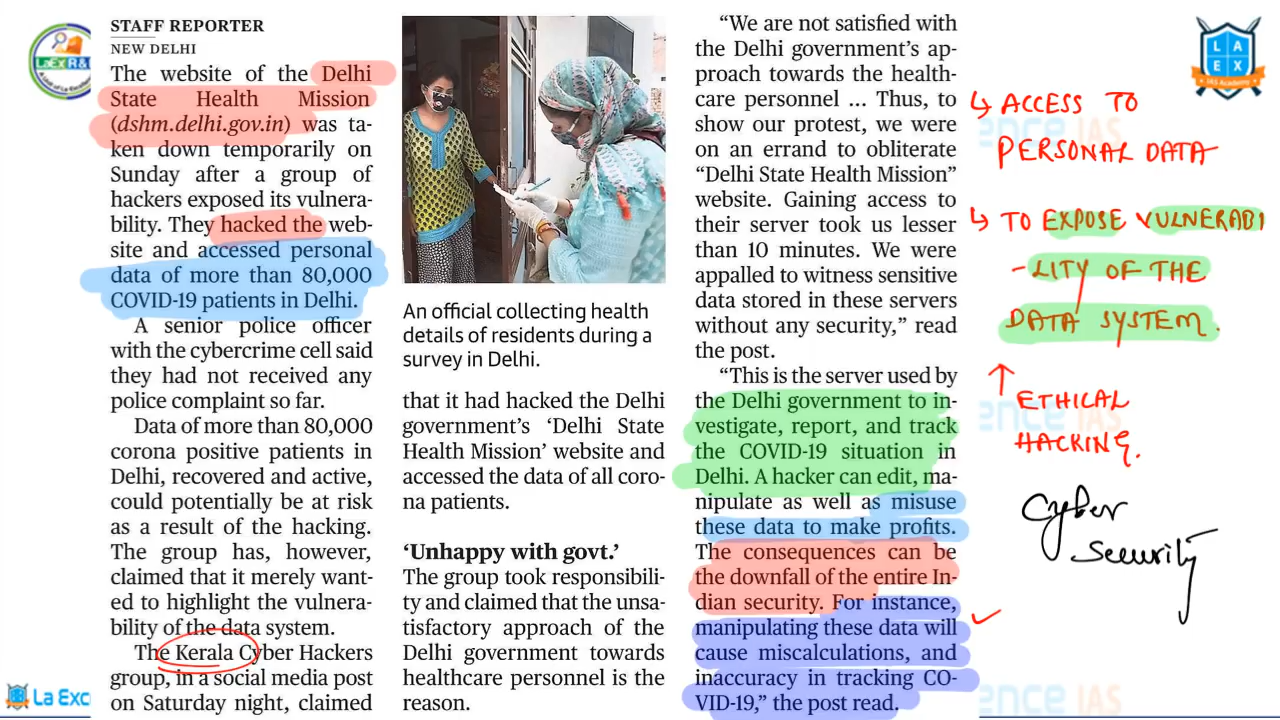 STAFF REPORTER
NEW DELHI
The website of the Delhi
State Health Mission
(dshm.delhi.gov.in) was ta-
ken down temporarily on
Sunday after a group of
hackers exposed its vulnera-
bility. They hacked the web-
site and accessed personal
data of more than 80,000
COVID-19 patients in Delhi.
A senior police officer
with the cybercrime cell said
they had not received any
police complaint so far.
Data of more than 80,000
corona positive patients in
Delhi, recovered and active,
could potentially be at risk
as a result of the hacking.
The group has, however,
claimed that it merely want-
ed to highlight the vulnera-
bility of the data system.
The Kerala Cyber Hackers
group, in a social media post
on Saturday night, claimed
An official collecting health
details of residents during a
survey in Delhi.
that it had hacked the Delhi
government's 'Delhi State
Health Mission' website and
accessed the data of all coro-
na patients.
'Unhappy with govt.'
The group took responsibili-
ty and claimed that the unsa-
tisfactory approach of the
Delhi government towards
healthcare personnel is the
reason.
"We are not satisfied with
the Delhi government's ap-
proach towards the health-
care personnel ... Thus, to
show our protest, we were
on an errand to obliterate
"Delhi State Health Mission"
website. Gaining access to
their server took us lesser
than 10 minutes. We were
appalled to witness sensitive
data stored in these servers
without any security," read
the post.
"This is the server used by
the Delhi government to in-
vestigate, report, and track
the COVID-19 situation in
Delhi. A hacker can edit, ma-
nipulate as well as misuse
these data to make profits.
The consequences can be
the downfall of the entire In-
dian security. For instance,
manipulating these data will
cause miscalculations, and
inaccuracy in tracking CO-
VID-19," the post read.
ACCESS TO
PERSONAL DATA
TO EXPOSE VULNERABI
-LITY OF THE
DATA SYSTEM.
ETHICAL
HACKING.
Cyber
Security
LA
EX
IAS Academy
LaEx R&
La Exc
ence IAS
ence IAS
ence IAS